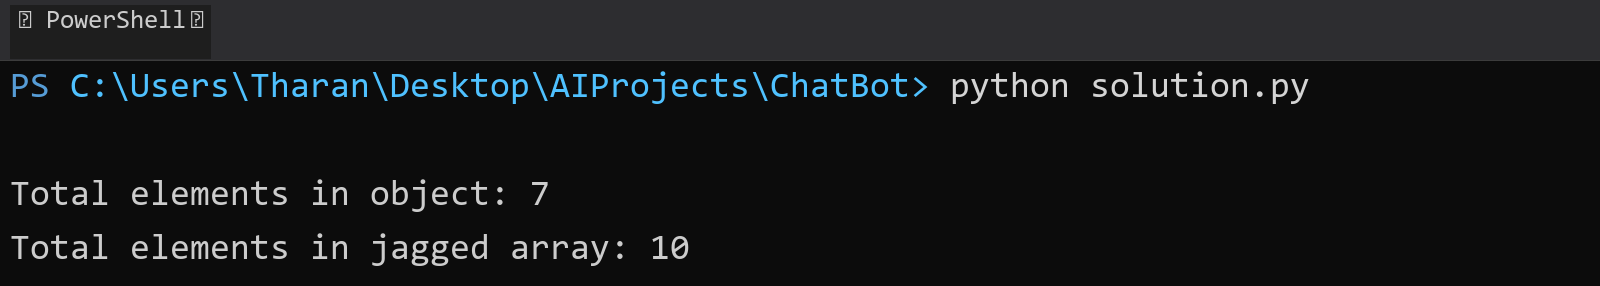 PowerShell
PS C:\Users\Tharan\Desktop\AIProjects\ChatBot> python solution.py
Total elements in object: 7
Total elements in jagged array: 10